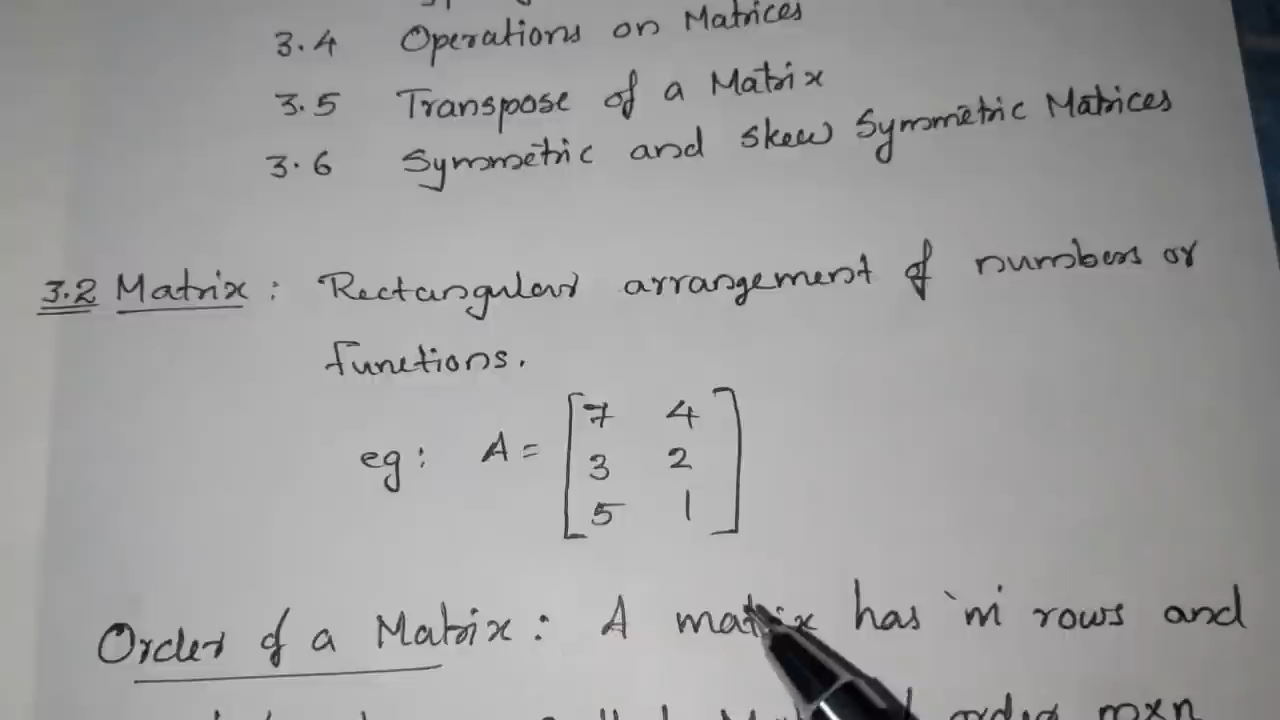 3.4 Operations on Matrices
3.5 Transpose of a Matrix
3.6 Symmetric and skew Symmetric Matrices
3.2 Matrix : Rectangular arrangement of numbers or
functions.
eg: A = [7 4
3 2
5 1]
Order of a Matrix : A matrix has 'm' rows and
order mxn